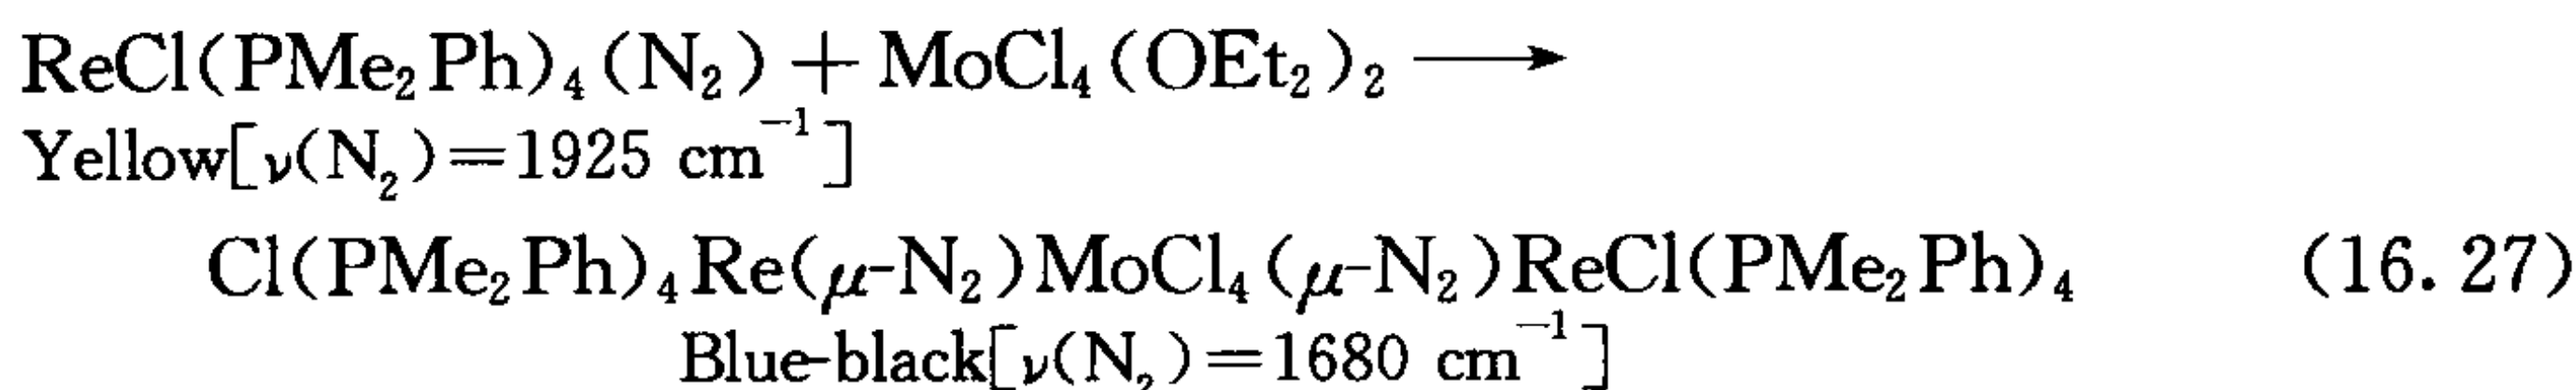 ReCl(PMe₂Ph)₄(N₂)+MoCl₄(OEt₂)₂⟶
Yellow[ν(N₂)=1925 cm⁻¹]
Cl(PMe₂Ph)₄Re(μ-N₂)MoCl₄(μ-N₂)ReCl(PMe₂Ph)₄ (16.27)
Blue-black[ν(N₂)=1680 cm⁻¹]